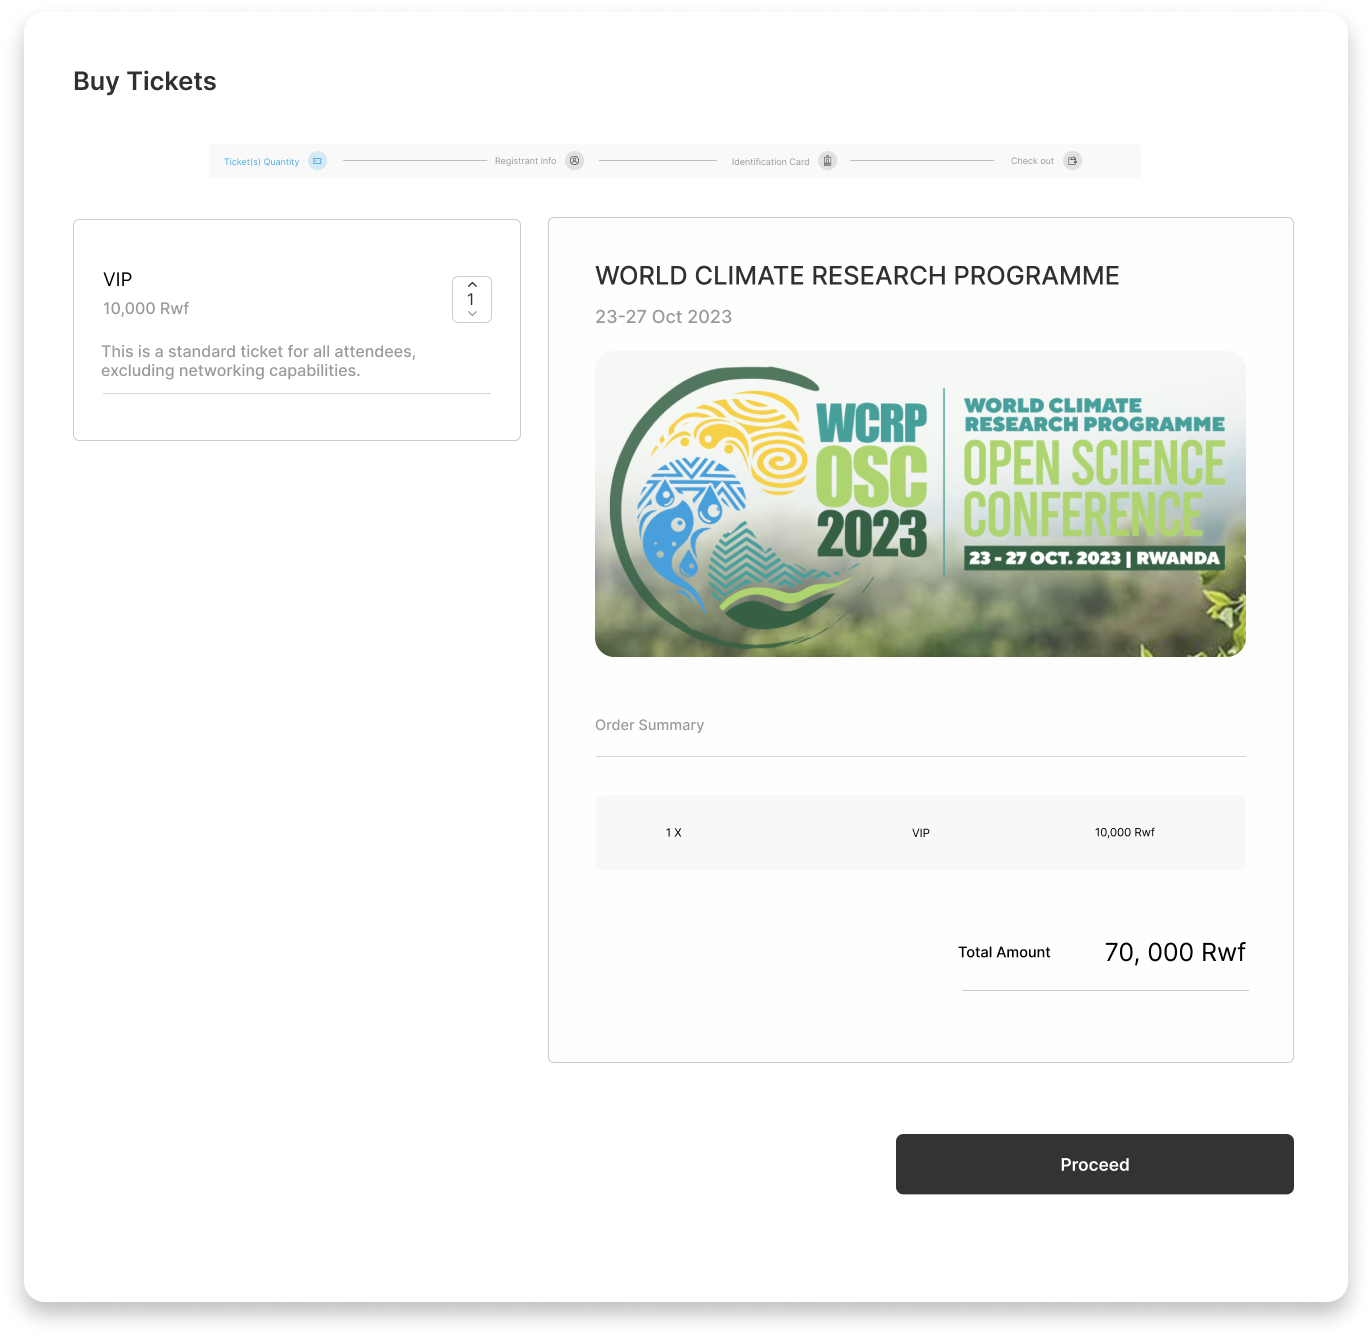 Buy Tickets
Ticket(s) Quantity
Registrant info
Identification Card
Check out
VIP
10,000 Rwf
1
This is a standard ticket for all attendees,
excluding networking capabilities.
WORLD CLIMATE RESEARCH PROGRAMME
23-27 Oct 2023
WCRP
OSC
2023
WORLD CLIMATE
RESEARCH PROGRAMME
OPEN SCIENCE
CONFERENCE
23 - 27 OCT. 2023 | RWANDA
Order Summary
1 X VIP 10,000 Rwf
Total Amount 70, 000 Rwf
Proceed